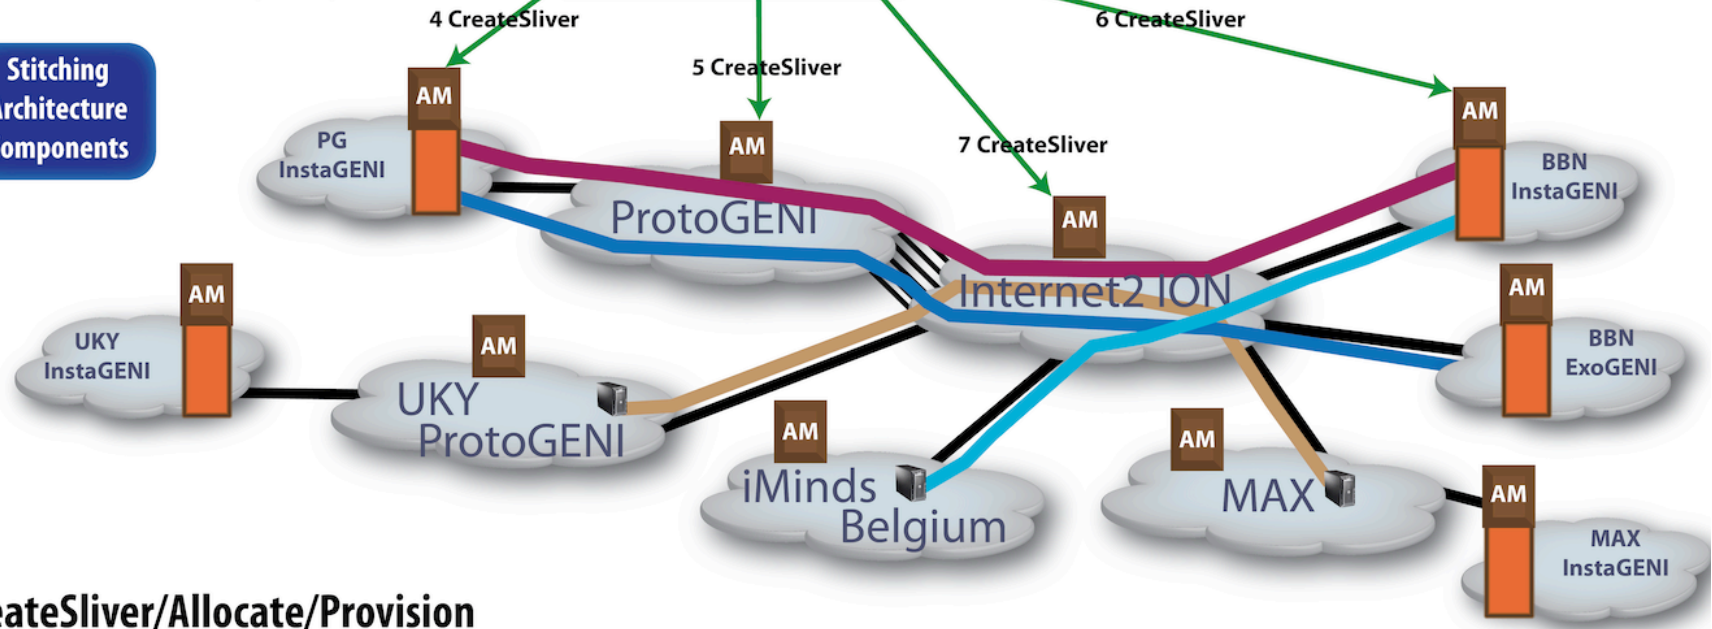 4 CreateSliver
6 CreateSliver
5 CreateSliver
7 CreateSliver
Stitching
rchitecture
omponents
AM
PG
InstaGENI
AM
ProtoGENI
AM
Internet2 ION
AM
BBN
InstaGENI
AM
UKY
InstaGENI
AM
UKY
ProtoGENI
AM
BBN
ExoGENI
AM
iMinds
Belgium
AM
MAX
AM
MAX
InstaGENI
eateSliver/Allocate/Provision